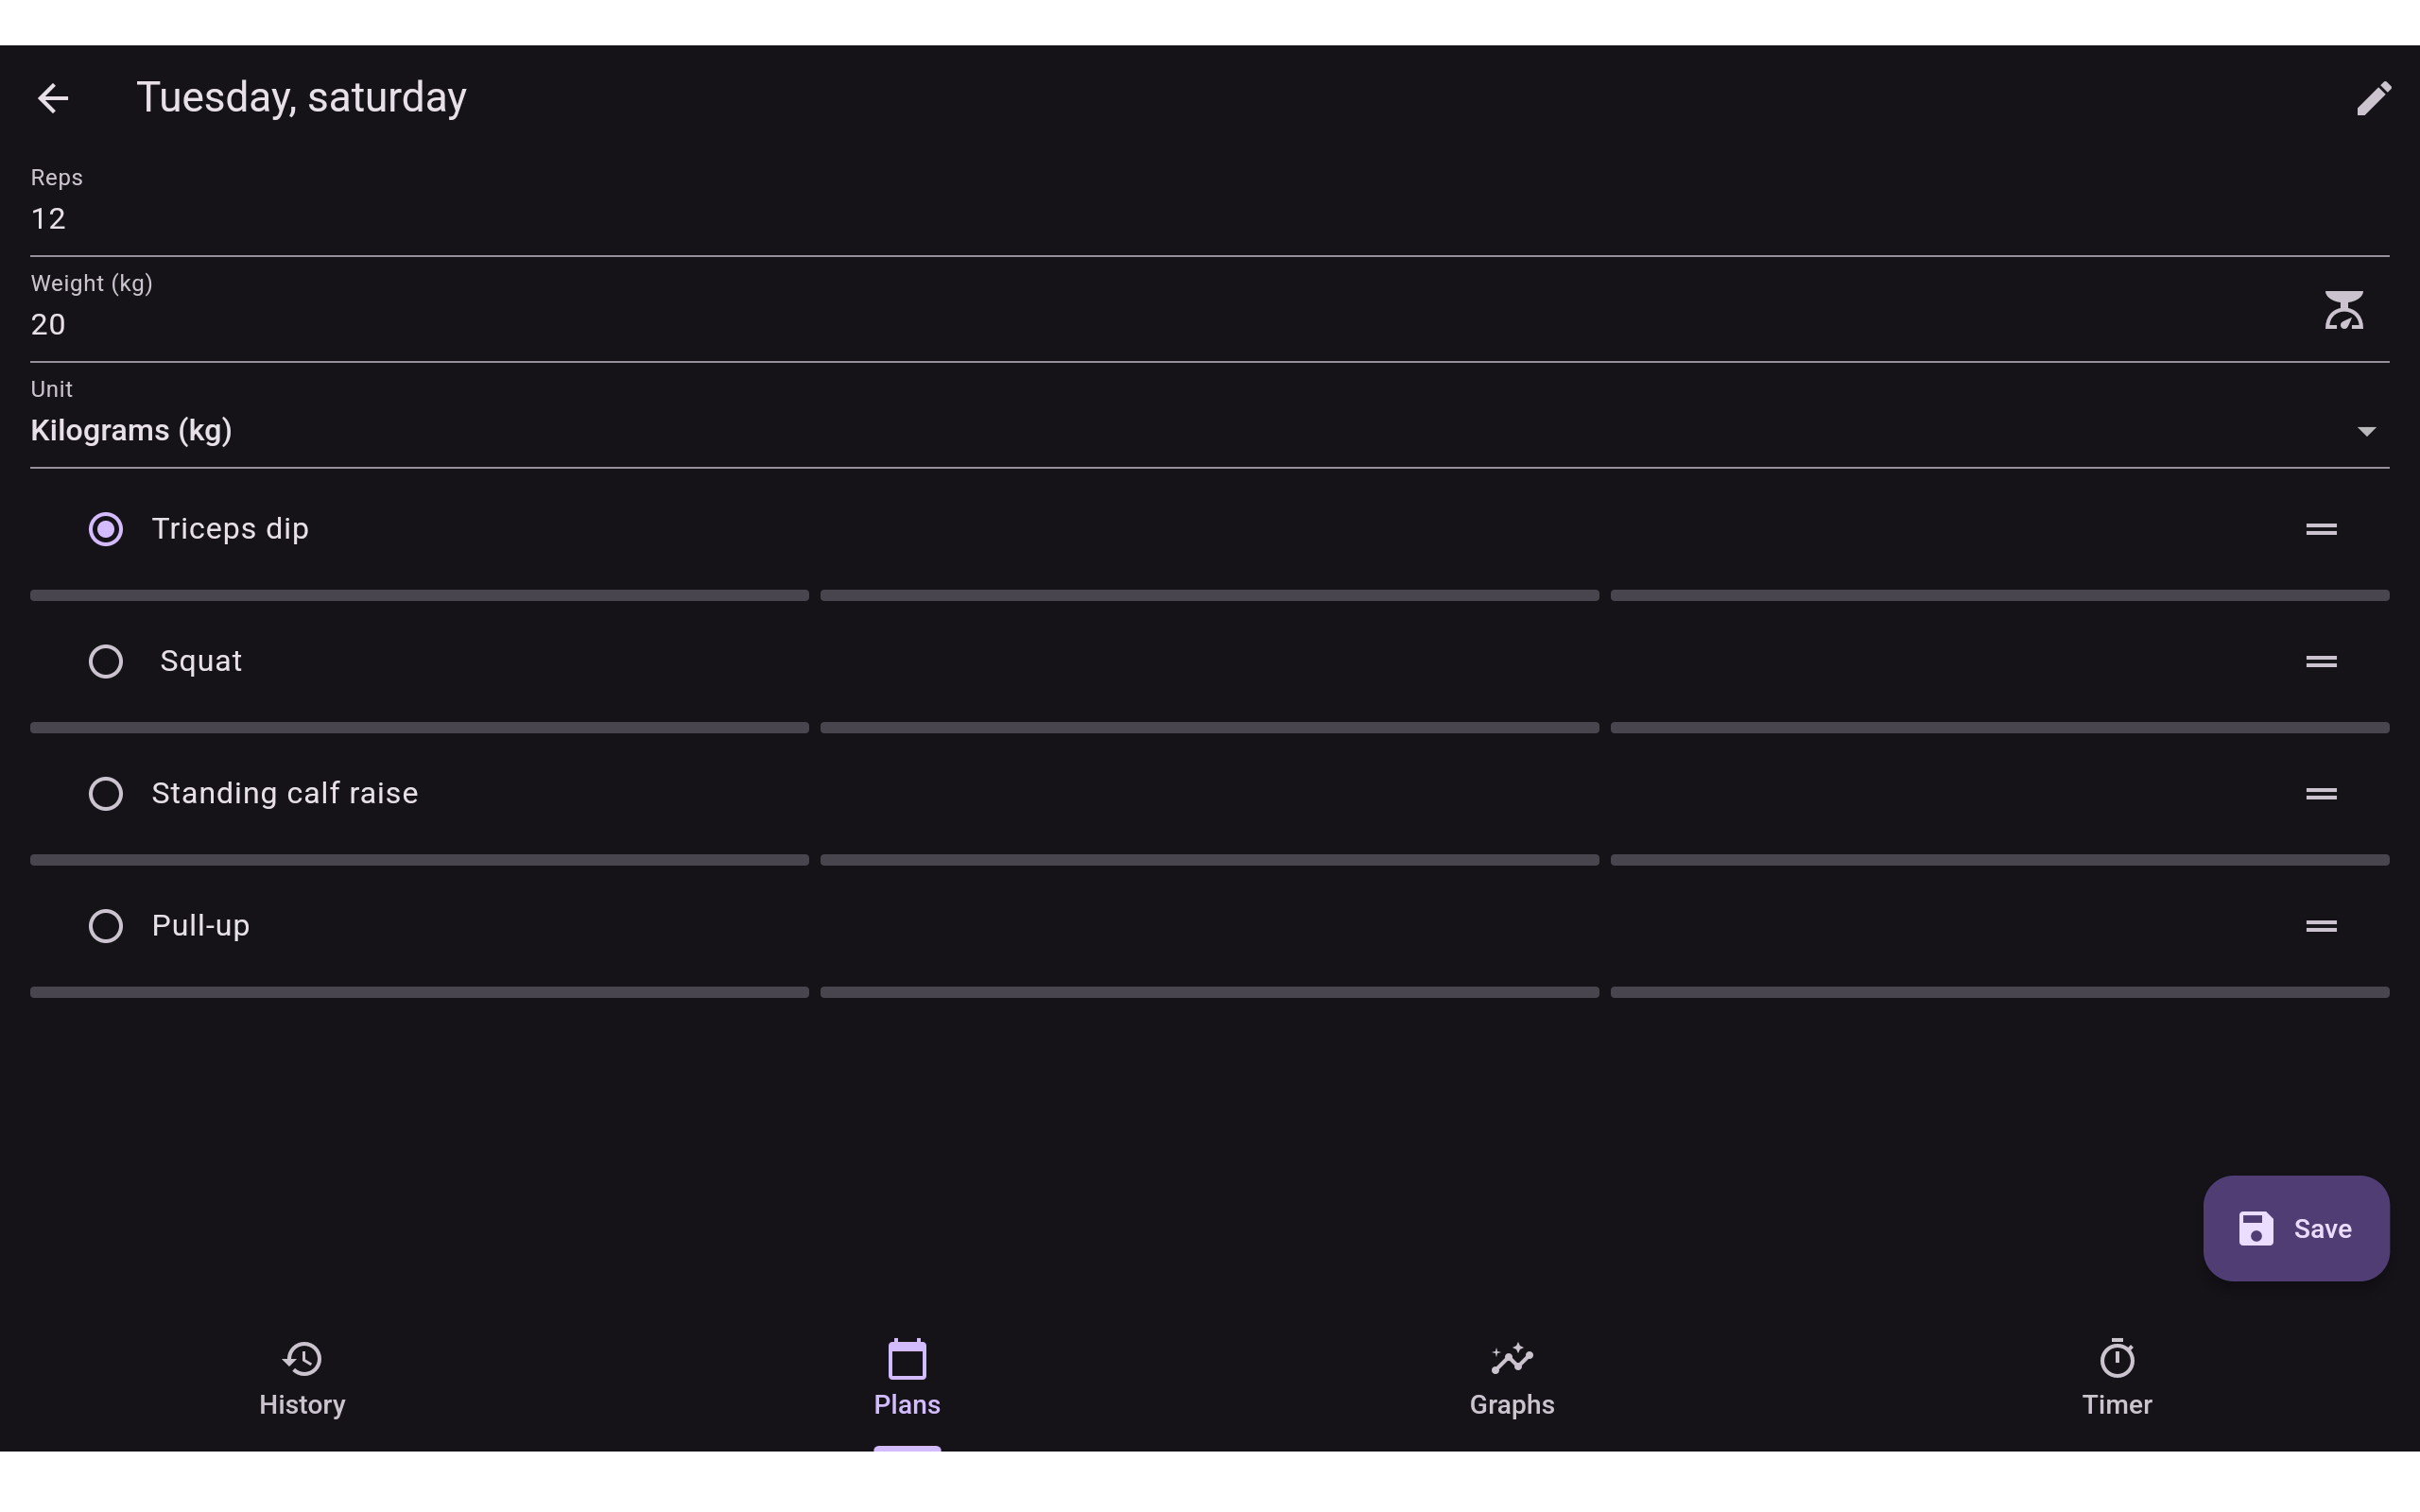 Tuesday, saturday
Reps
12
Weight (kg)
20
Unit
Kilograms (kg)
Triceps dip
Squat
Standing calf raise
Pull-up
Save
History
Plans
Graphs
Timer